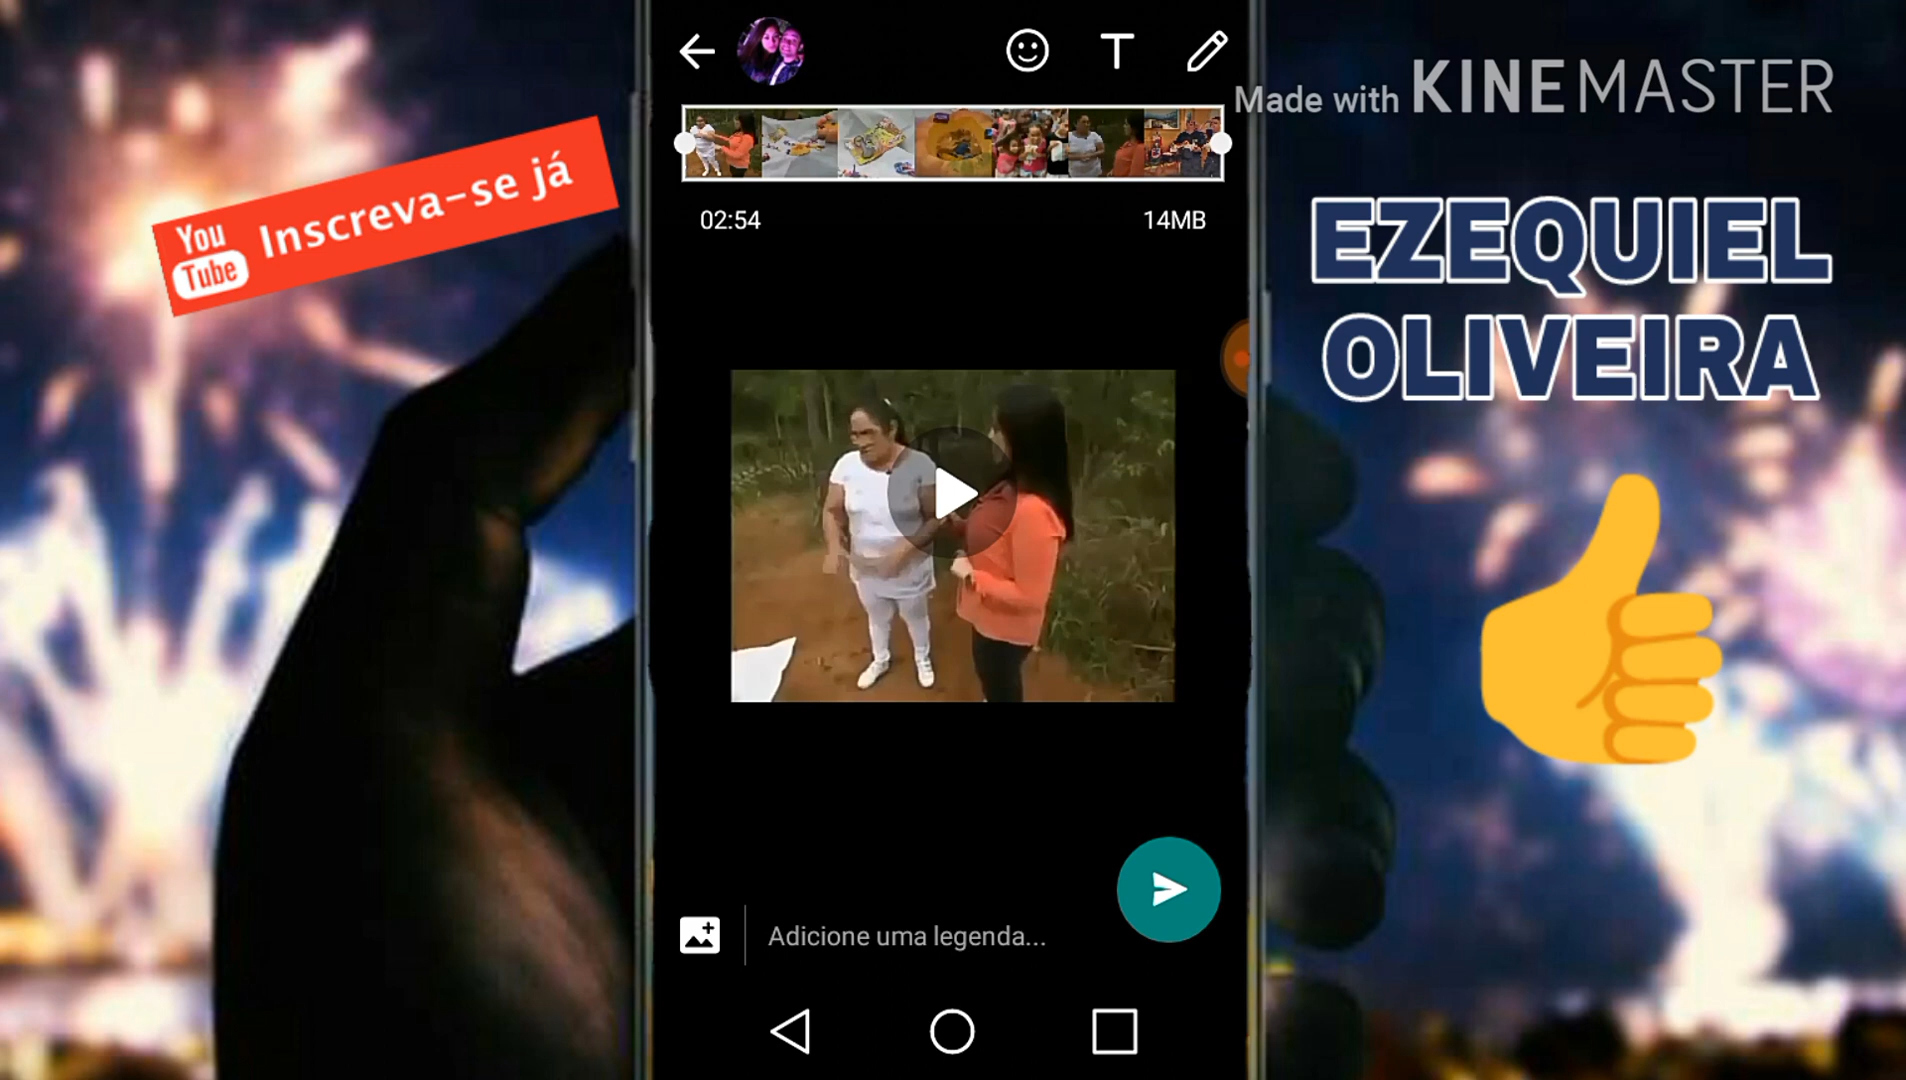 You
Tube
Inscreva-se já
02:54
14MB
Adicione uma legenda...
T
Made with KINEMASTER
EZEQUIEL
OLIVEIRA